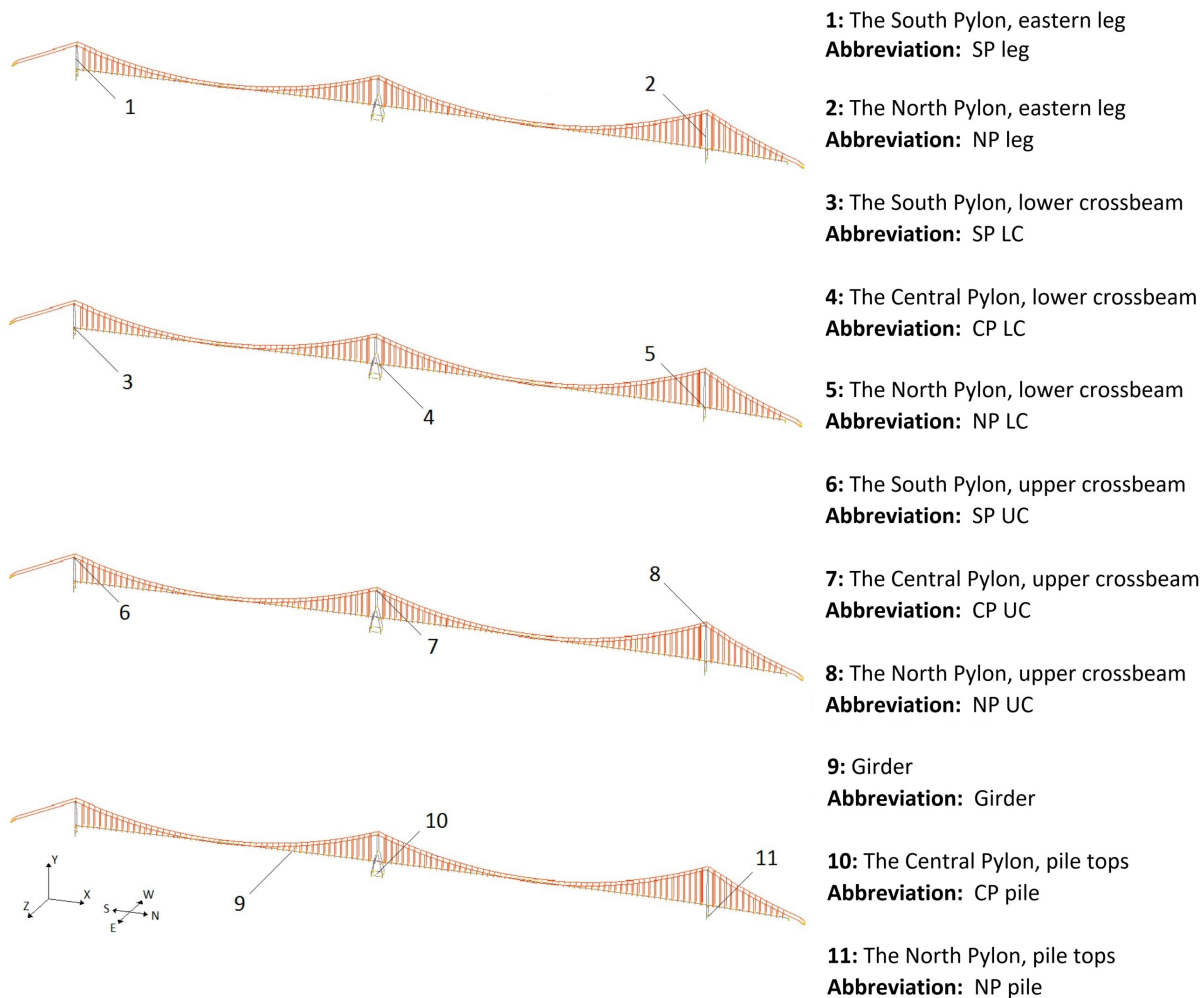 1: The South Pylon, eastern leg
Abbreviation: SP leg
2: The North Pylon, eastern leg
Abbreviation: NP leg
3: The South Pylon, lower crossbeam
Abbreviation: SP LC
4: The Central Pylon, lower crossbeam
Abbreviation: CP LC
5: The North Pylon, lower crossbeam
Abbreviation: NP LC
6: The South Pylon, upper crossbeam
Abbreviation: SP UC
7: The Central Pylon, upper crossbeam
Abbreviation: CP UC
8: The North Pylon, upper crossbeam
Abbreviation: NP UC
9: Girder
Abbreviation: Girder
10: The Central Pylon, pile tops
Abbreviation: CP pile
11: The North Pylon, pile tops
Abbreviation: NP pile
1
2
3
4
5
6
7
8
9
10
11
Y
X
Z
W
S
N
E